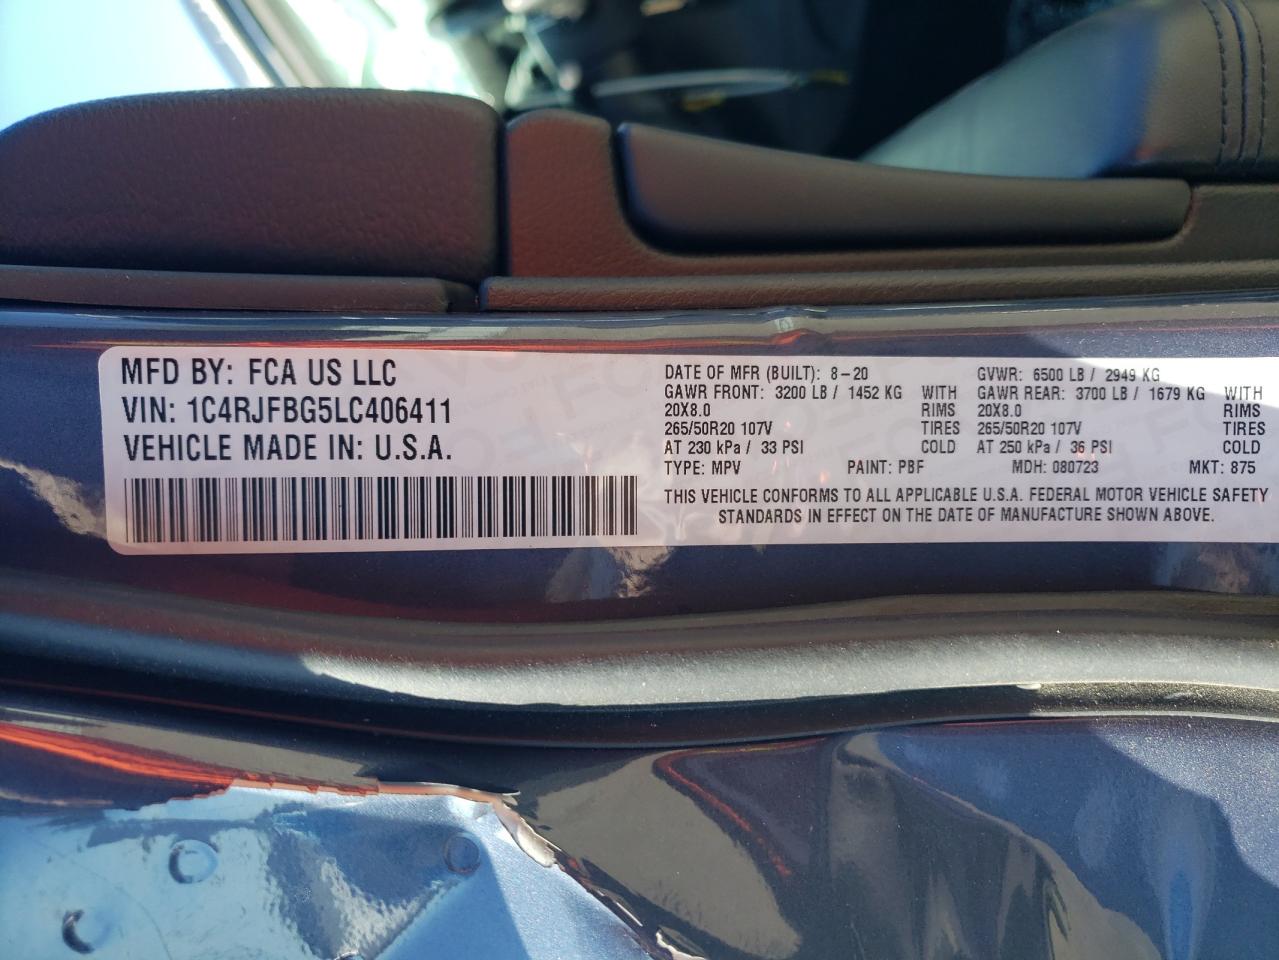 MFD BY: FCA US LLC
VIN: 1C4RJFBG5LC406411
VEHICLE MADE IN: U.S.A.
DATE OF MFR (BUILT): 8-20 GVWR: 6500 LB / 2949 KG
GAWR FRONT: 3200 LB / 1452 KG WITH GAWR REAR: 3700 LB / 1679 KG WITH
20X8.0 RIMS 20X8.0 RIMS
265/50R20 107V TIRES 265/50R20 107V TIRES
AT 230 kPa / 33 PSI COLD AT 250 kPa / 36 PSI COLD
TYPE: MPV PAINT: PBF MDH: 080723 MKT: 875
THIS VEHICLE CONFORMS TO ALL APPLICABLE U.S.A. FEDERAL MOTOR VEHICLE SAFETY
STANDARDS IN EFFECT ON THE DATE OF MANUFACTURE SHOWN ABOVE.